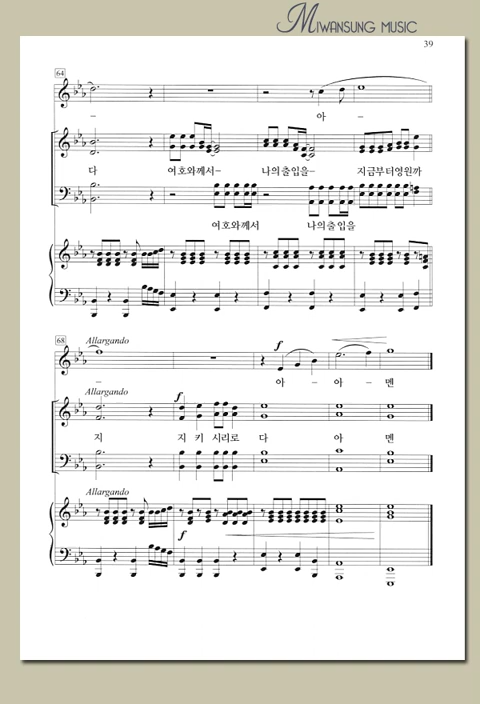 MIWANSUNG MUSIC
39
64
- 아 -
다 여호와께서- 나의출입을- 지금부터영원까
여호와께서 나의출입을
68
Allargando
f
- 아 - 아 - 멘
Allargando
f
지 지 키 시리로 다 아 멘
Allargando
f